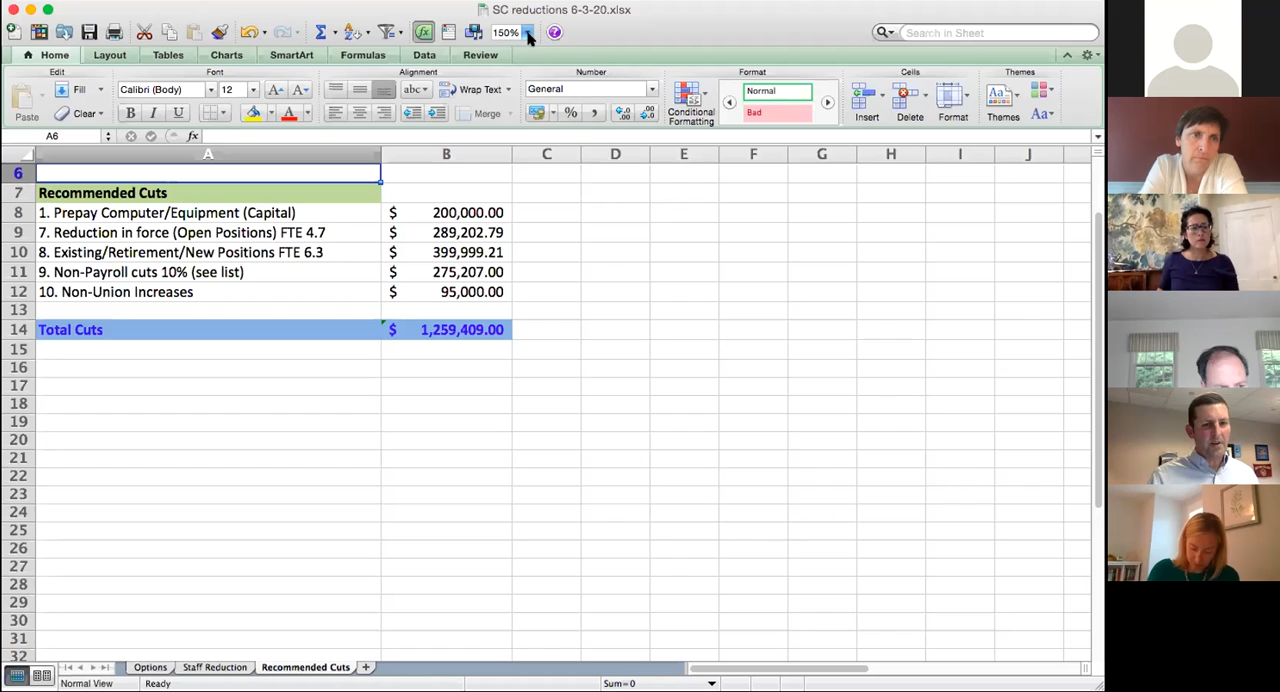 SC reductions 6-3-20.xlsx
150%
Search in Sheet
Home Layout Tables Charts SmartArt Formulas Data Review
Edit Font Alignment Number Format Cells Themes
Fill Calibri (Body) 12 A A abc Wrap Text General Normal
Paste Clear B I U A Merge % Conditional Formatting Bad Insert Delete Format Themes Aa
A6 fx
A B C D E F G H I J
6
7 Recommended Cuts
8 1. Prepay Computer/Equipment (Capital) $ 200,000.00
9 7. Reduction in force (Open Positions) FTE 4.7 $ 289,202.79
10 8. Existing/Retirement/New Positions FTE 6.3 $ 399,999.21
11 9. Non-Payroll cuts 10% (see list) $ 275,207.00
12 10. Non-Union Increases $ 95,000.00
13
14 Total Cuts $ 1,259,409.00
15
16
17
18
19
20
21
22
23
24
25
26
27
28
29
30
31
32
Options Staff Reduction Recommended Cuts
Normal View Ready Sum=0